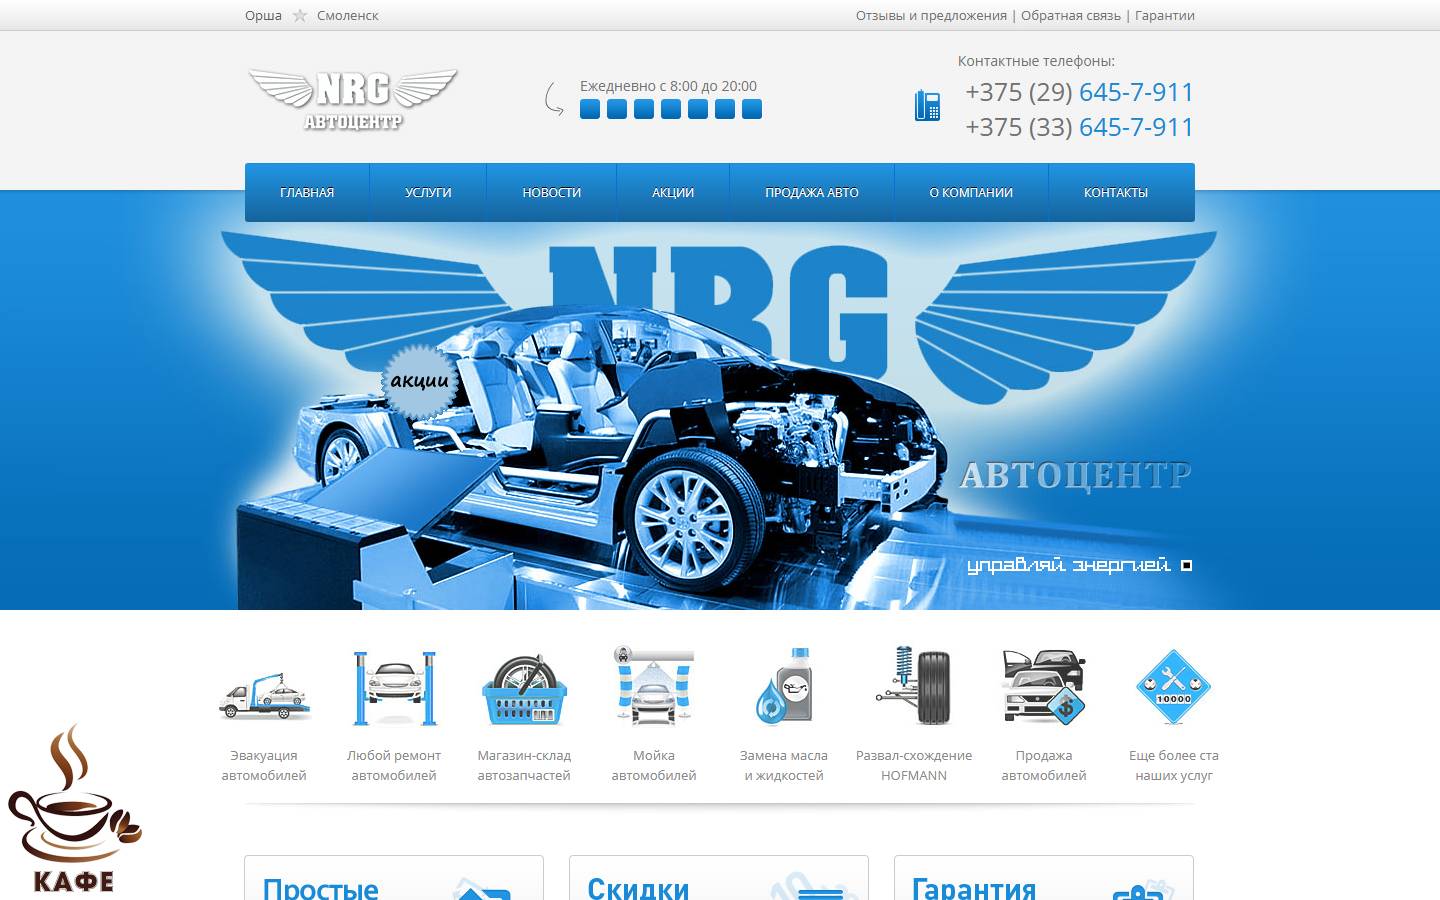 Орша Смоленск
Отзывы и предложения | Обратная связь | Гарантии
NRG
АВТОЦЕНТР
Ежедневно с 8:00 до 20:00
Контактные телефоны:
+375 (29) 645-7-911
+375 (33) 645-7-911
ГЛАВНАЯ УСЛУГИ НОВОСТИ АКЦИИ ПРОДАЖА АВТО О КОМПАНИИ КОНТАКТЫ
NRG
акции
АВТОЦЕНТР
управляй энергией
10000
Эвакуация
автомобилей
Любой ремонт
автомобилей
Магазин-склад
автозапчастей
Мойка
автомобилей
Замена масла
и жидкостей
Развал-схождение
HOFMANN
Продажа
автомобилей
Еще более ста
наших услуг
КАФЕ
Простые
Скидки
10
Гарантия